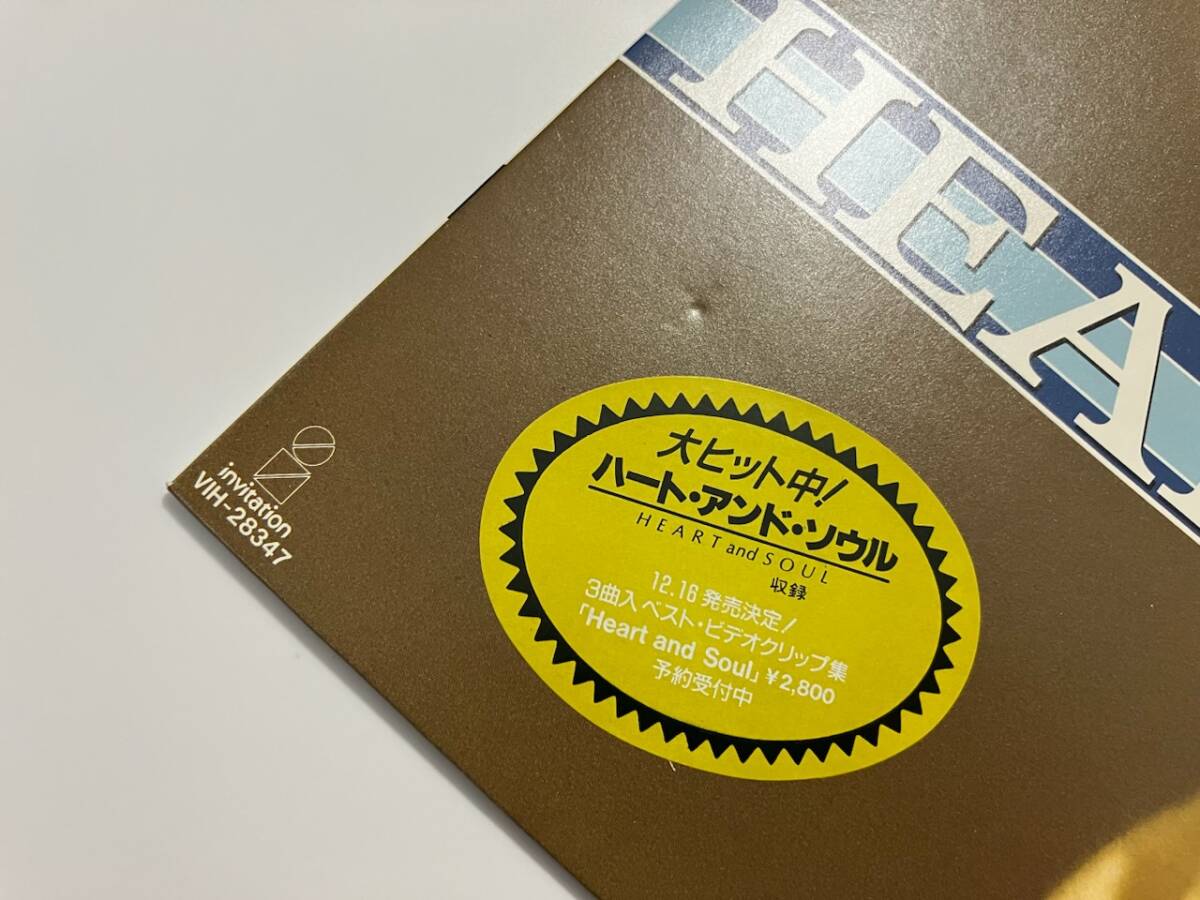 HEA
invitation
VIH-28347
大ヒット中!
ハート・アンド・ソウル
HEART and SOUL
収録
12.16発売決定!
3曲入 ベスト・ビデオクリップ集
「Heart and Soul」¥2,800
予約受付中